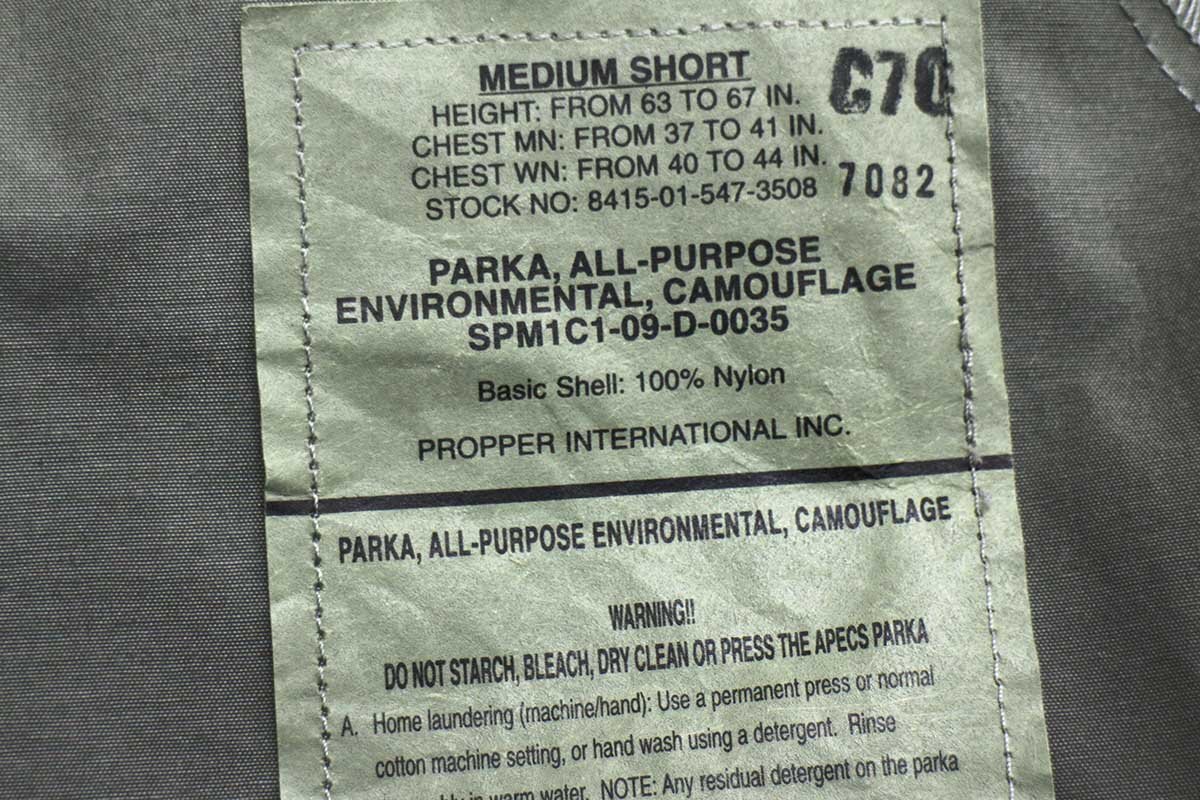 MEDIUM SHORT
C70
HEIGHT: FROM 63 TO 67 IN.
CHEST MN: FROM 37 TO 41 IN.
CHEST WN: FROM 40 TO 44 IN.
STOCK NO: 8415-01-547-3508
7082
PARKA, ALL-PURPOSE
ENVIRONMENTAL, CAMOUFLAGE
SPM1C1-09-D-0035
Basic Shell: 100% Nylon
PROPPER INTERNATIONAL INC.
PARKA, ALL-PURPOSE ENVIRONMENTAL, CAMOUFLAGE
WARNING!!
DO NOT STARCH, BLEACH, DRY CLEAN OR PRESS THE APECS PARKA
A. Home laundering (machine/hand): Use a permanent press or normal
cotton machine setting, or hand wash using a detergent. Rinse
in warm water. NOTE: Any residual detergent on the parka